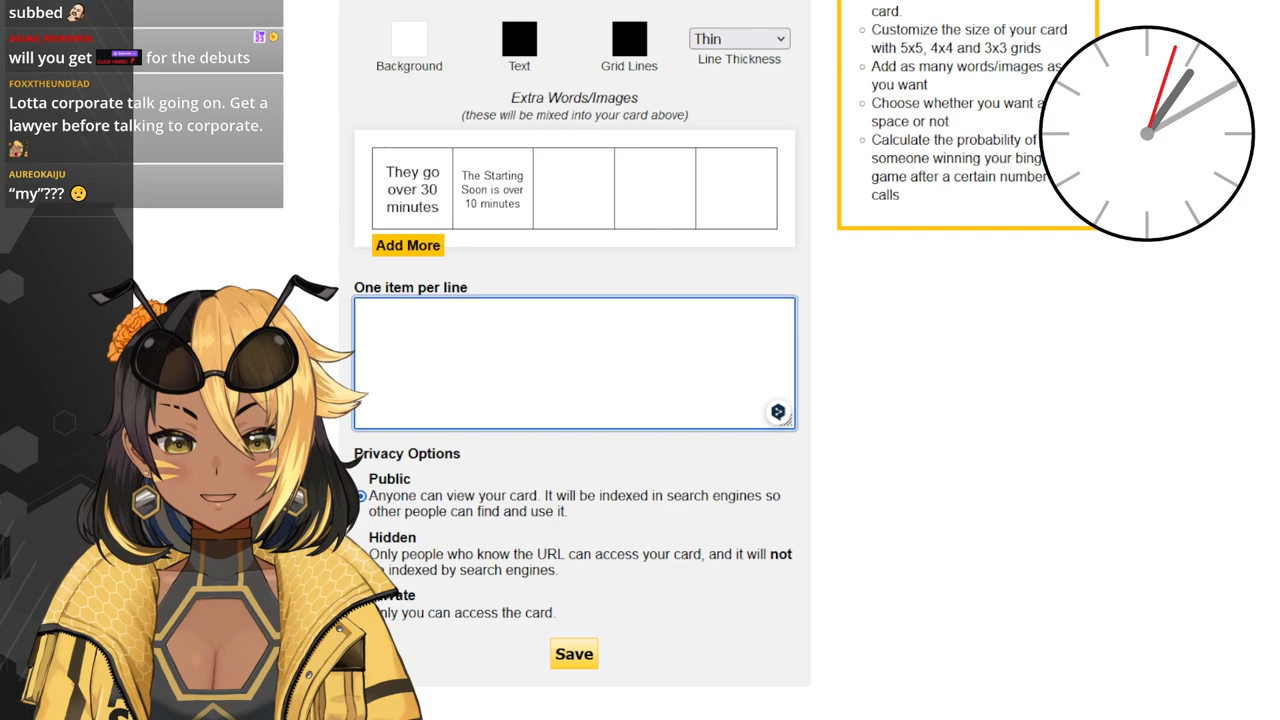 subbed
will you get for the debuts
FOXXTHEUNDEAD
Lotta corporate talk going on. Get a
lawyer before talking to corporate.
AUREOKAIJU
“my”???
Background
Text
Grid Lines
Thin
Line Thickness
Extra Words/Images
(these will be mixed into your card above)
They go
over 30
minutes
The Starting
Soon is over
10 minutes
Add More
One item per line
Privacy Options
Public
Anyone can view your card. It will be indexed in search engines so
other people can find and use it.
Hidden
Only people who know the URL can access your card, and it will not
indexed by search engines.
only you can access the card.
Save
card.
Customize the size of your card
with 5x5, 4x4 and 3x3 grids
Add as many words/images as
you want
Choose whether you want a
space or not
Calculate the probability of
someone winning your bing
game after a certain number
calls